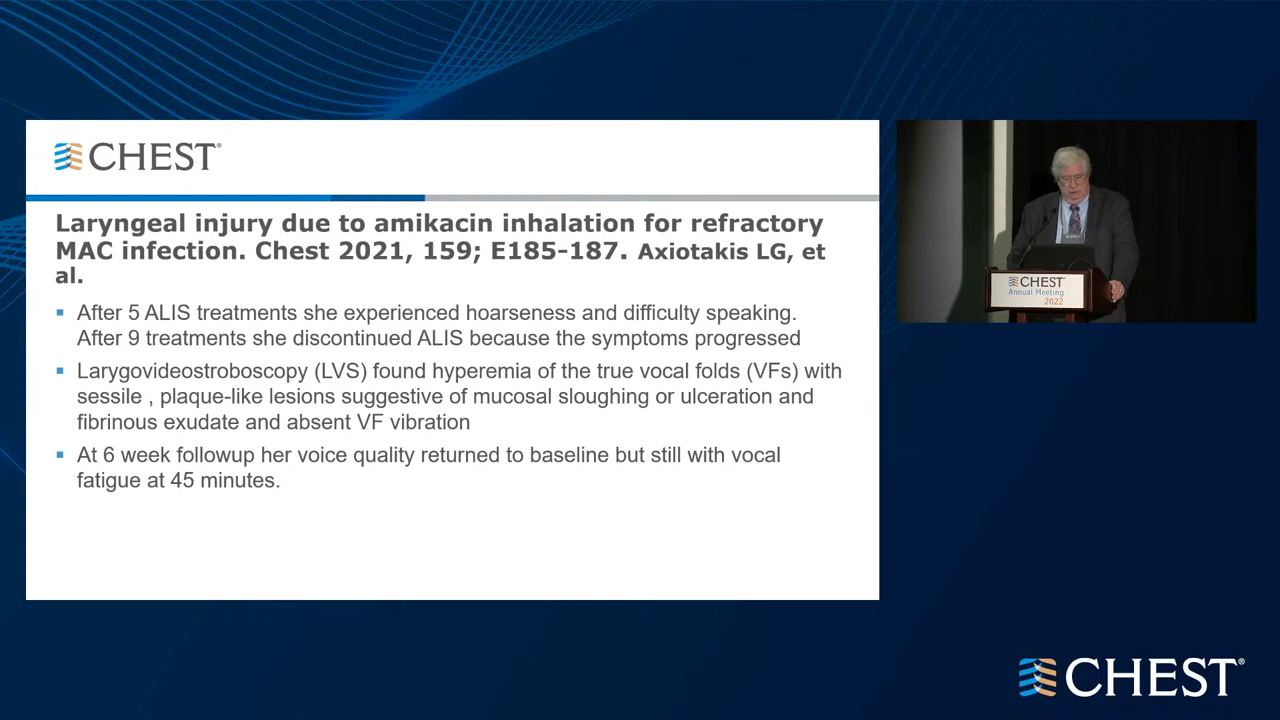 CHEST®
Laryngeal injury due to amikacin inhalation for refractory
MAC infection. Chest 2021, 159; E185-187. Axiotakis LG, et
al.
▪ After 5 ALIS treatments she experienced hoarseness and difficulty speaking.
After 9 treatments she discontinued ALIS because the symptoms progressed
▪ Larygovideostroboscopy (LVS) found hyperemia of the true vocal folds (VFs) with
sessile , plaque-like lesions suggestive of mucosal sloughing or ulceration and
fibrinous exudate and absent VF vibration
▪ At 6 week followup her voice quality returned to baseline but still with vocal
fatigue at 45 minutes.
CHEST
Annual Meeting
2022
CHEST®